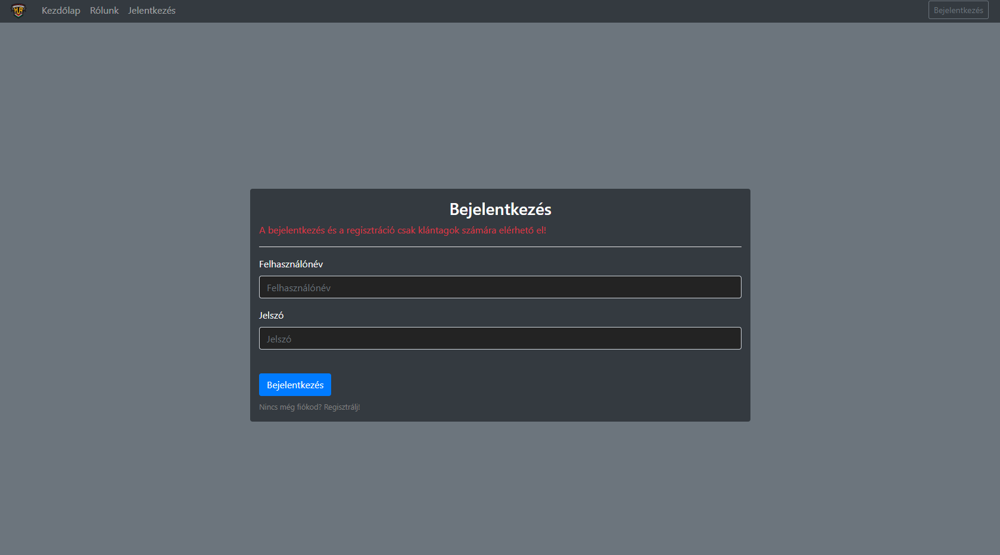 Kezdőlap Rólunk Jelentkezés Bejelentkezés
Bejelentkezés
A bejelentkezés és a regisztráció csak klántagok számára elérhető el!
Felhasználónév
Felhasználónév
Jelszó
Jelszó
Bejelentkezés
Nincs még fiókod? Regisztrálj!